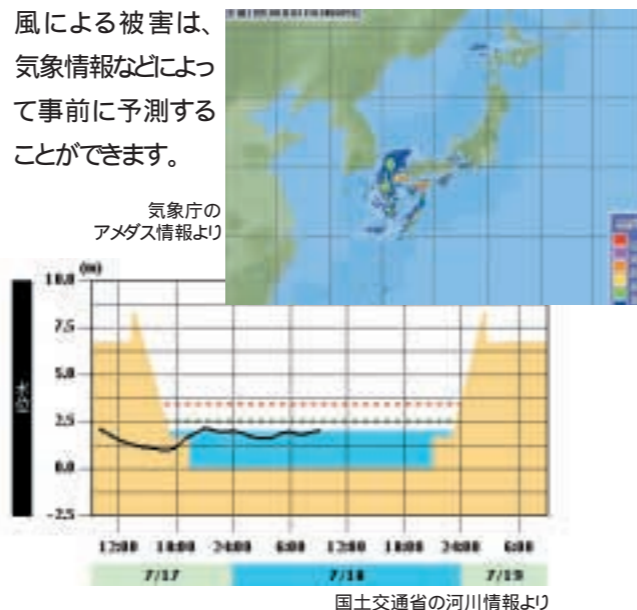 風による被害は、
気象情報などによっ
て事前に予測する
ことができます。
気象庁の
アメダス情報より
(m)
10.0
7.5
5.0
2.5
0.0
-2.5
12:00 18:00 24:00 6:00 12:00 18:00 24:00 6:00
7/17 7/18 7/19
国土交通省の河川情報より